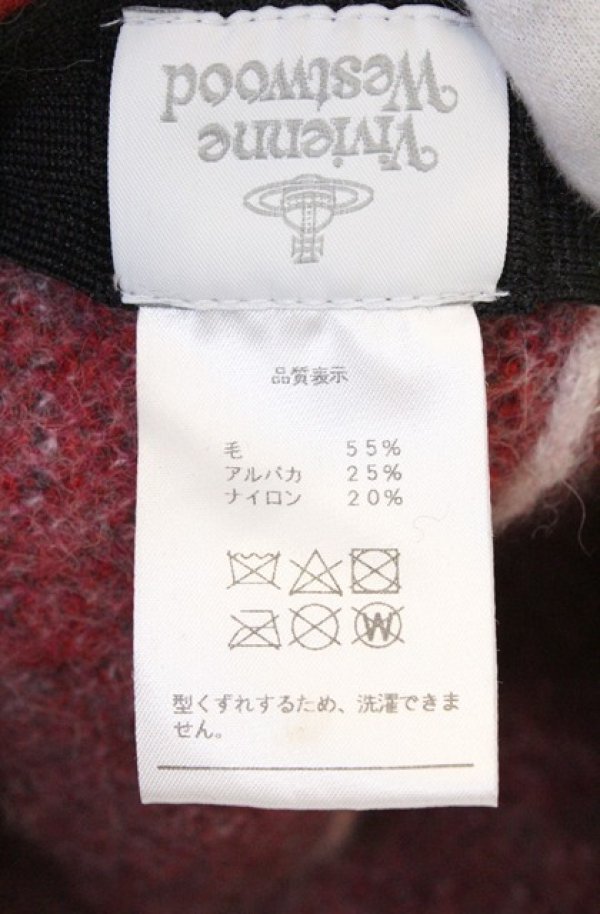 Vivienne
Westwood
品質表示
毛 55%
アルパカ 25%
ナイロン 20%
W
型くずれするため、洗濯できま
せん。